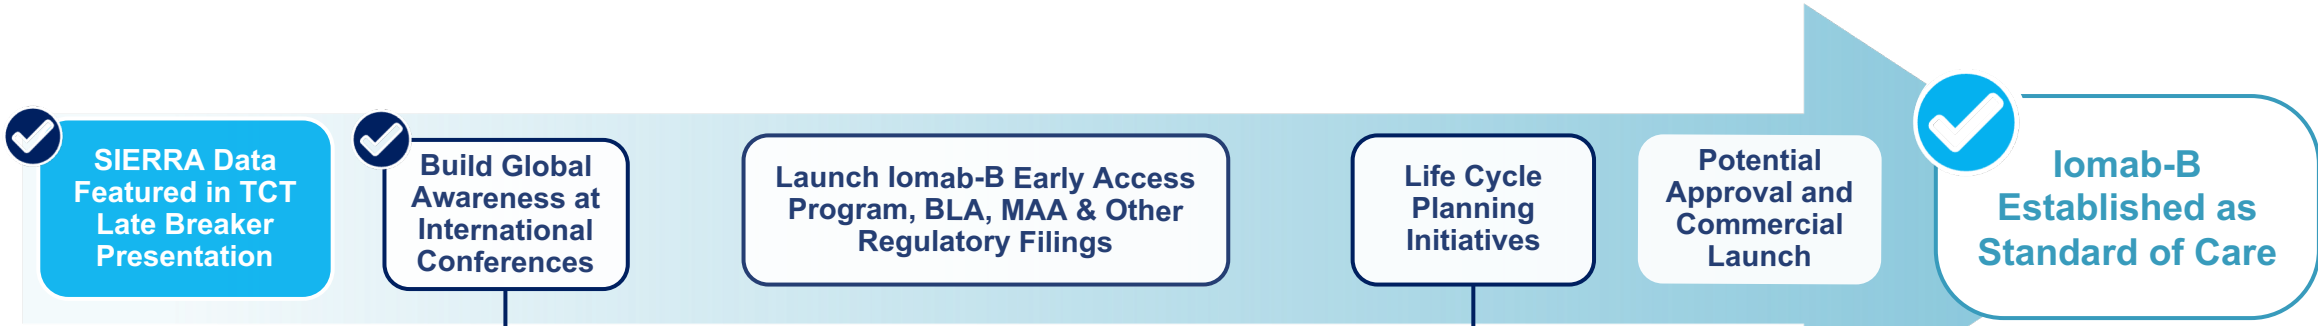 SIERRA Data
Featured in TCT
Late Breaker
Presentation
Build Global
Awareness at
International
Conferences
Launch Iomab-B Early Access
Program, BLA, MAA & Other
Regulatory Filings
Life Cycle
Planning
Initiatives
Potential
Approval and
Commercial
Launch
Iomab-B
Established as
Standard of Care